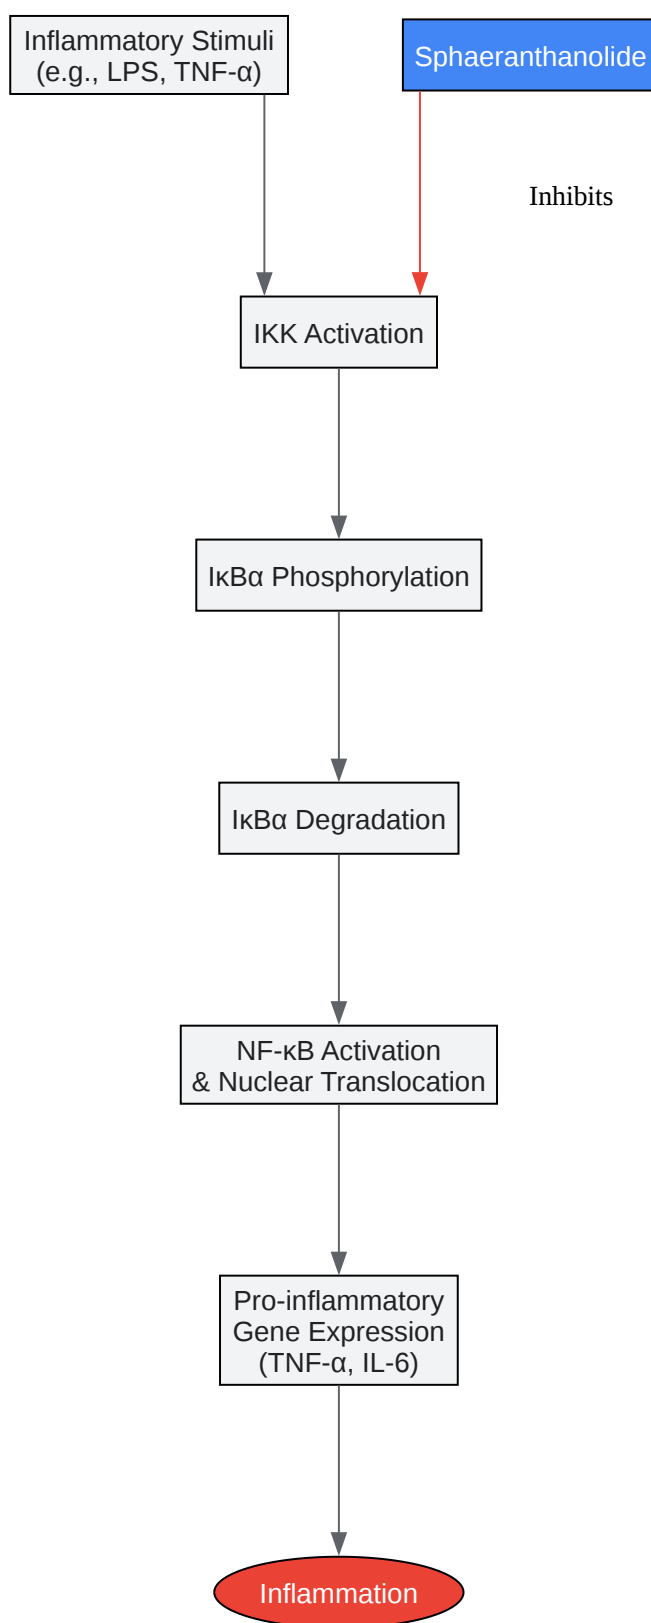 Inflammatory Stimuli
(e.g., LPS, TNF-α)
Sphaeranthanolide
Inhibits
IKK Activation
IκBα Phosphorylation
IκBα Degradation
NF-κB Activation
& Nuclear Translocation
Pro-inflammatory
Gene Expression
(TNF-α, IL-6)
Inflammation